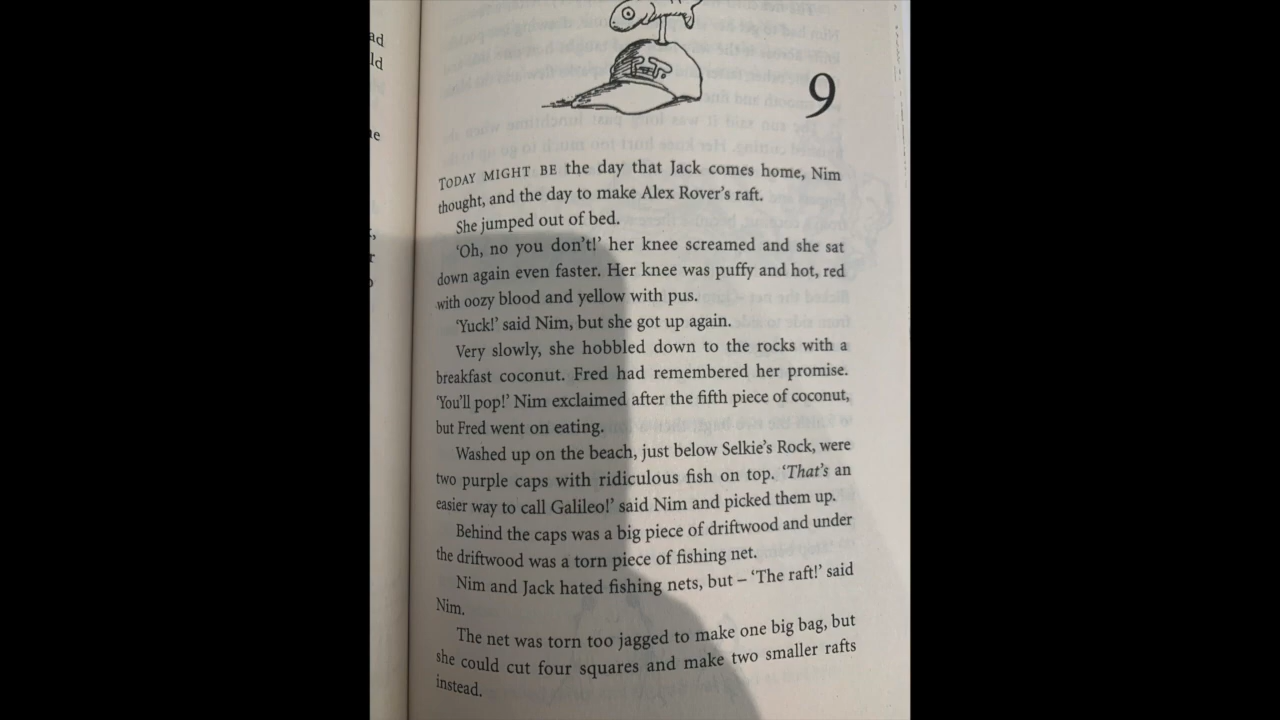 T.T.
9
TODAY MIGHT BE the day that Jack comes home, Nim
thought, and the day to make Alex Rover's raft.
She jumped out of bed.
'Oh, no you don't!' her knee screamed and she sat
down again even faster. Her knee was puffy and hot, red
with oozy blood and yellow with pus.
'Yuck!' said Nim, but she got up again.
Very slowly, she hobbled down to the rocks with a
breakfast coconut. Fred had remembered her promise.
'You'll pop!' Nim exclaimed after the fifth piece of coconut,
but Fred went on eating.
Washed up on the beach, just below Selkie's Rock, were
two purple caps with ridiculous fish on top. 'That's an
easier way to call Galileo!' said Nim and picked them up.
Behind the caps was a big piece of driftwood and under
the driftwood was a torn piece of fishing net.
Nim and Jack hated fishing nets, but – 'The raft!' said
Nim.
The net was torn too jagged to make one big bag, but
she could cut four squares and make two smaller rafts
instead.